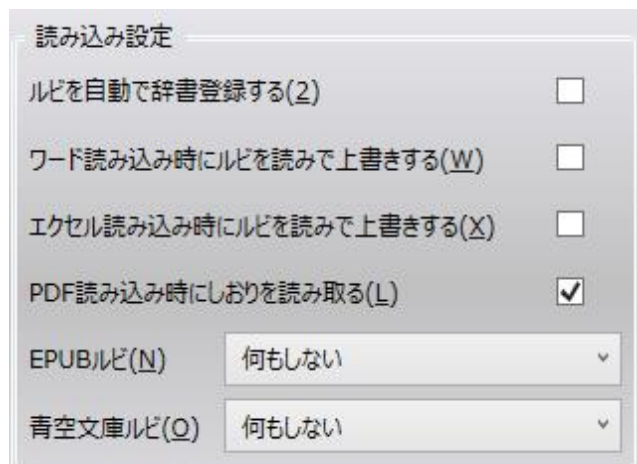 読み込み設定
ルビを自動で辞書登録する(2)
ワード読み込み時にルビを読みで上書きする(W)
エクセル読み込み時にルビを読みで上書きする(X)
PDF読み込み時にしおりを読み取る(L)
EPUBルビ(N) 何もしない
青空文庫ルビ(O) 何もしない